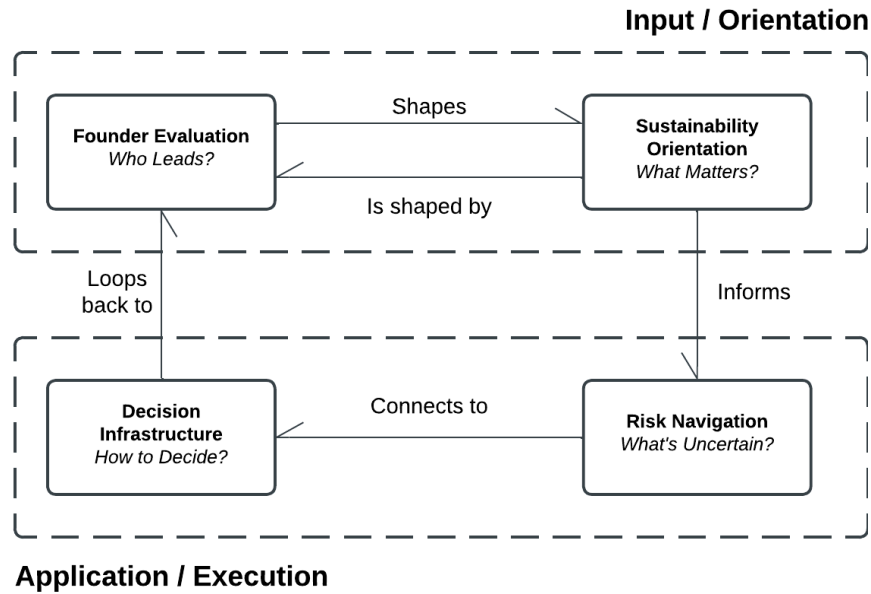 Input / Orientation
Founder Evaluation
Who Leads?
Shapes
Sustainability
Orientation
What Matters?
Is shaped by
Loops
back to
Informs
Decision
Infrastructure
How to Decide?
Connects to
Risk Navigation
What's Uncertain?
Application / Execution